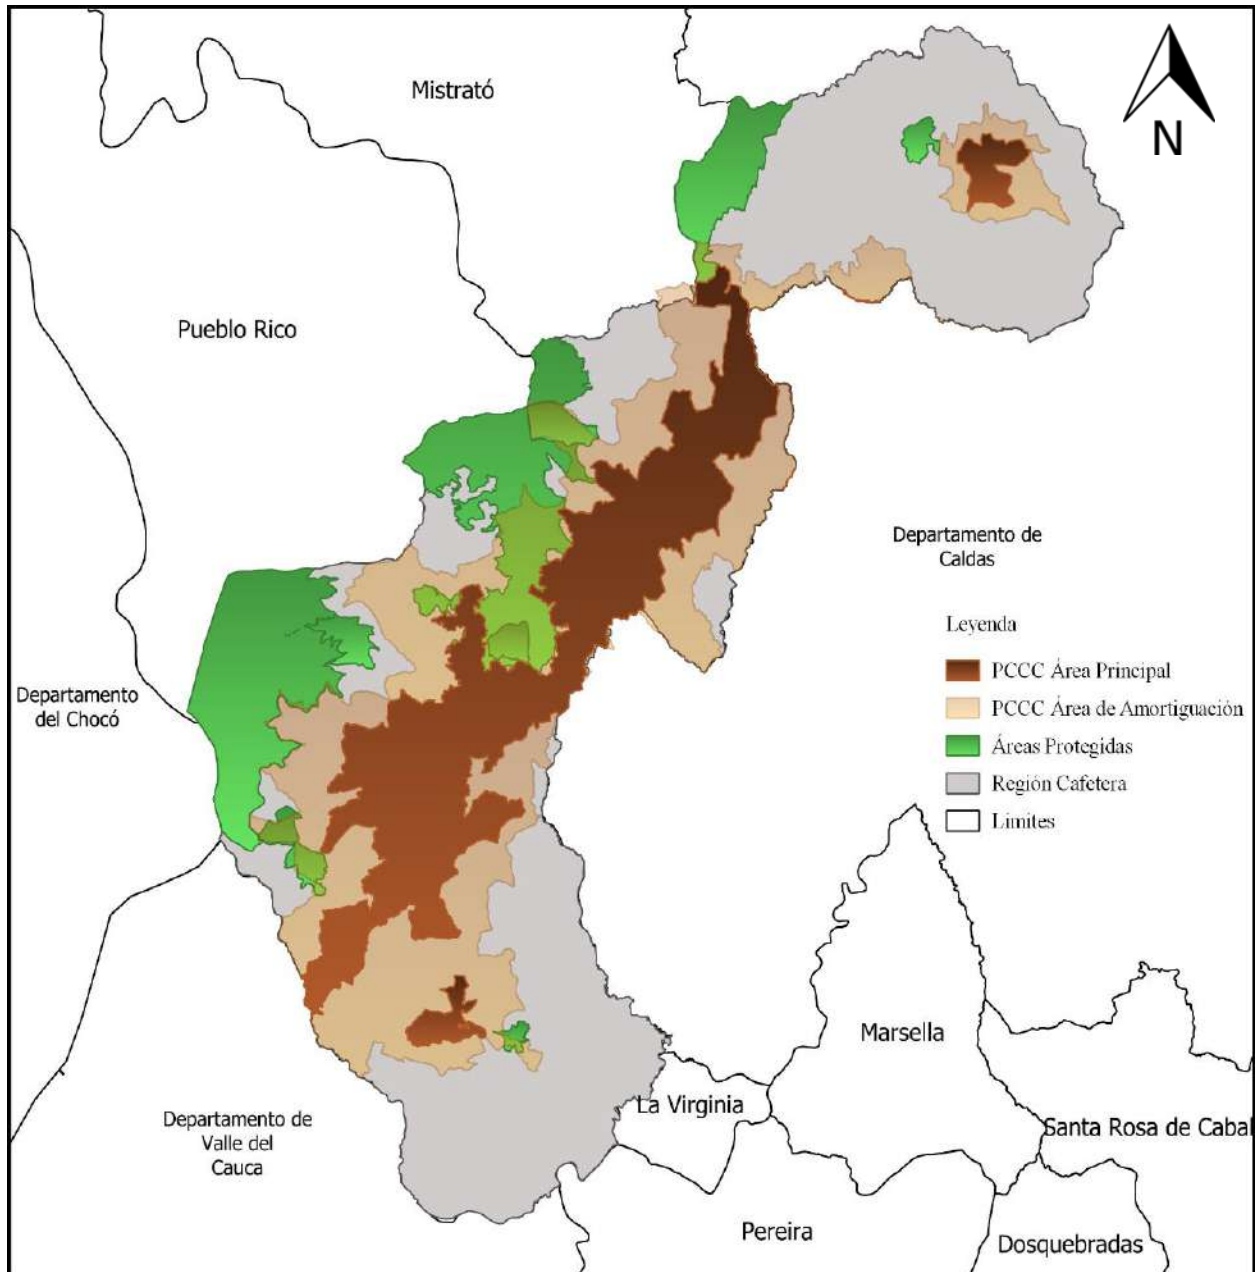 Mistrató
N
Pueblo Rico
Departamento de
Caldas
Leyenda
PCCC Área Principal
PCCC Área de Amortiguación
Áreas Protegidas
Región Cafetera
Limites
Departamento
del Chocó
Marsella
La Virginia
Santa Rosa de Cabal
Departamento de
Valle del
Cauca
Pereira
Dosquebradas